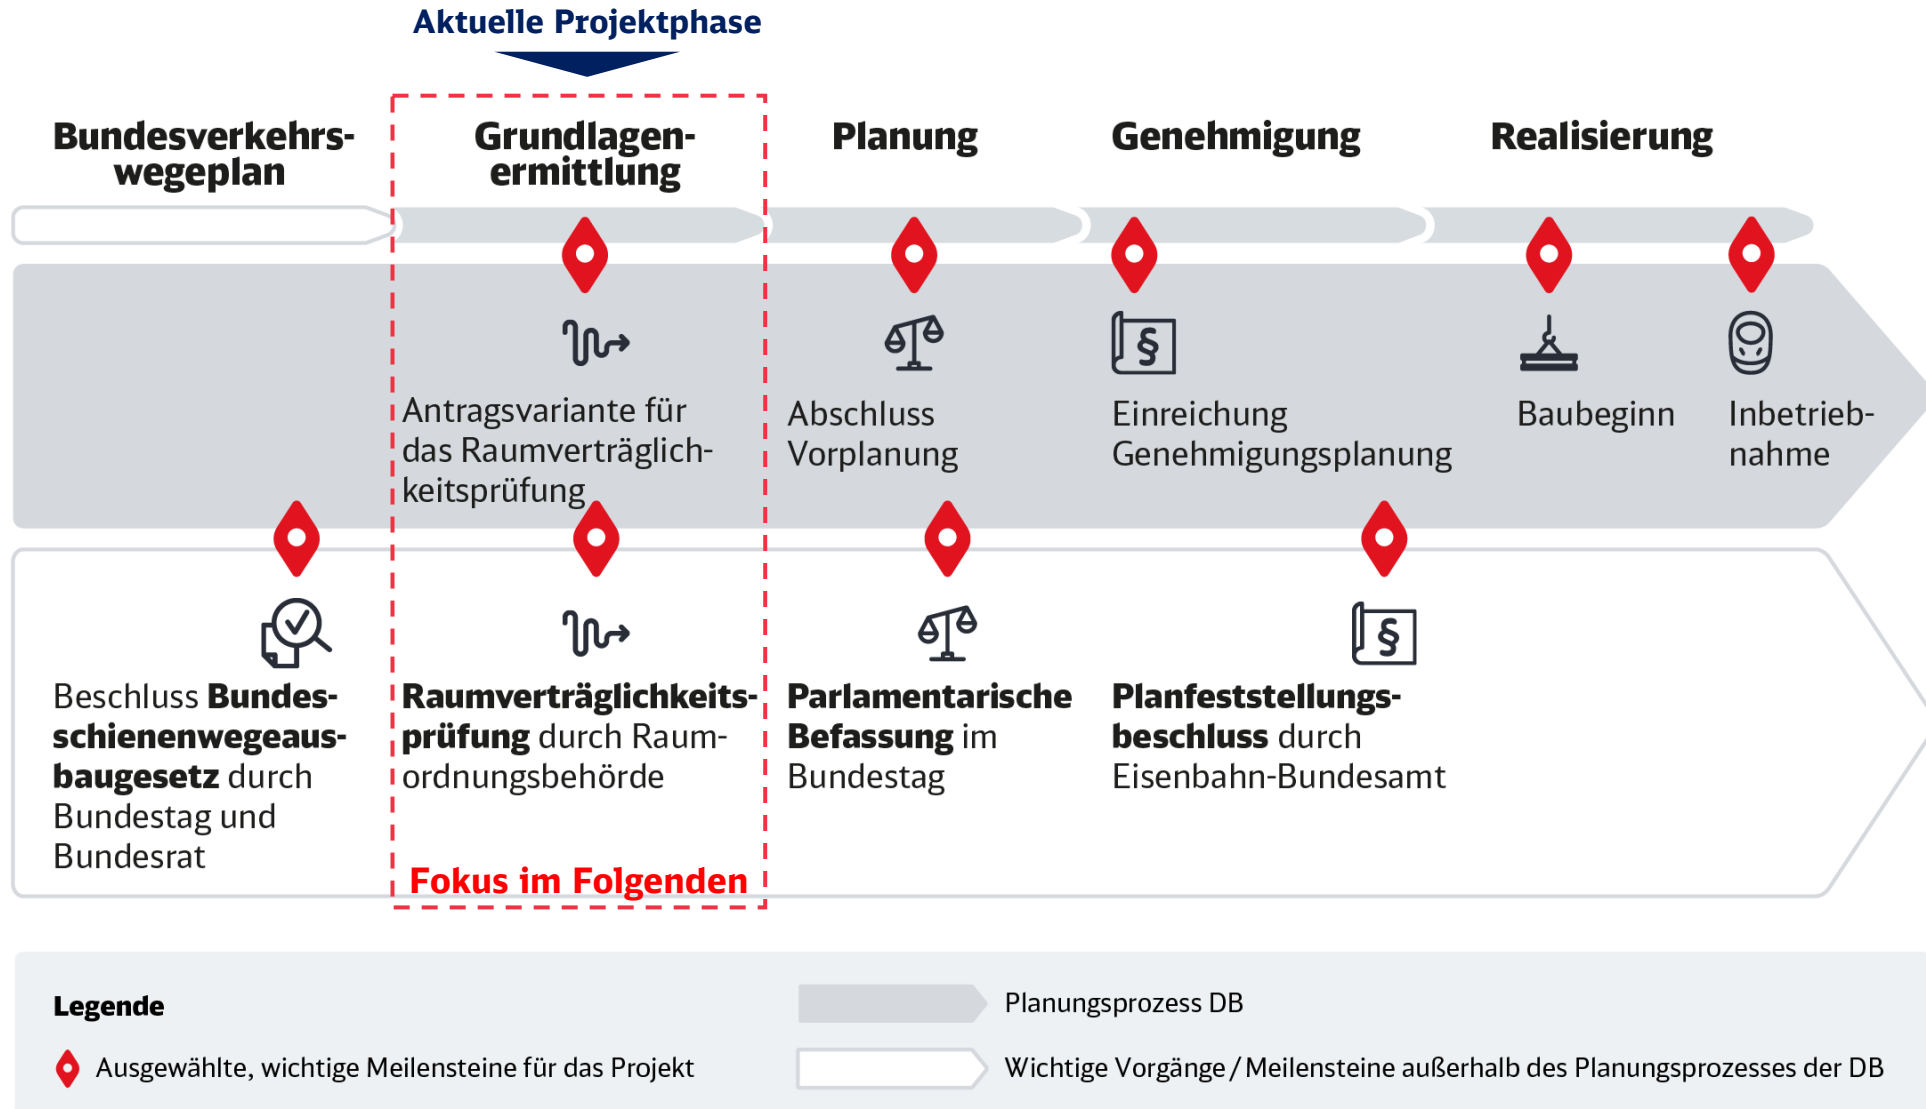 Aktuelle Projektphase
Bundesverkehrs-
wegeplan
Grundlagen-
ermittlung
Planung
Genehmigung
Realisierung
Antragsvariante für
das Raumverträglich-
keitsprüfung
Abschluss
Vorplanung
§
Einreichung
Genehmigungsplanung
Baubeginn
Inbetrieb-
nahme
Beschluss Bundes-
schienenwegeaus-
baugesetz durch
Bundestag und
Bundesrat
Raumverträglichkeits-
prüfung durch Raum-
ordnungsbehörde
Fokus im Folgenden
Parlamentarische
Befassung im
Bundestag
§
Planfeststellungs-
beschluss durch
Eisenbahn-Bundesamt
Legende
Ausgewählte, wichtige Meilensteine für das Projekt
Planungsprozess DB
Wichtige Vorgänge/Meilensteine außerhalb des Planungsprozesses der DB